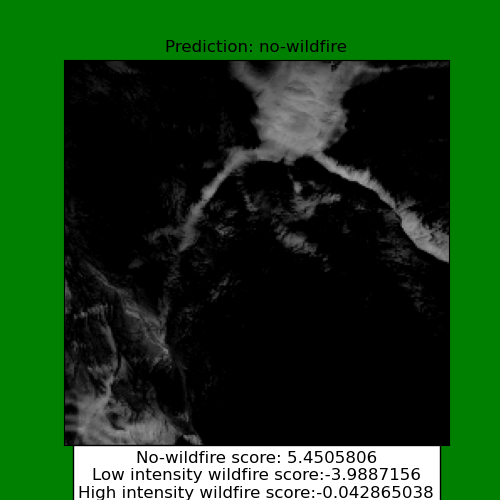 Prediction: no-wildfire
No-wildfire score: 5.4505806
Low intensity wildfire score:-3.9887156
High intensity wildfire score:-0.042865038